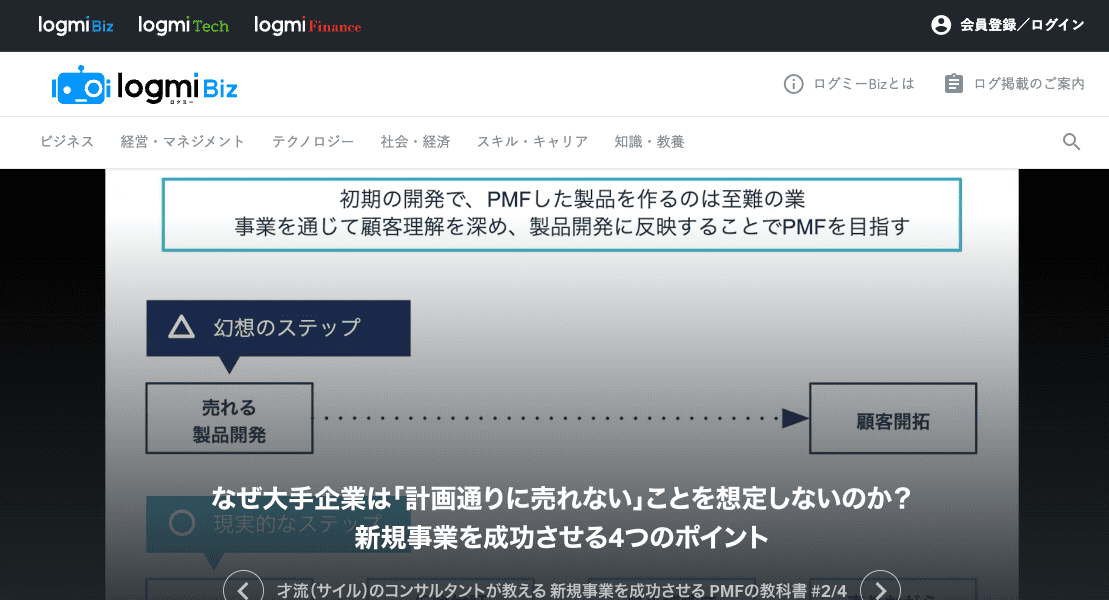 logmi Biz logmi Tech logmi Finance 会員登録／ログイン
logmi Biz ログミーBizとは ログ掲載のご案内
ログミー
ビジネス 経営・マネジメント テクノロジー 社会・経済 スキル・キャリア 知識・教養
初期の開発で、PMFした製品を作るのは至難の業
事業を通じて顧客理解を深め、製品開発に反映することでPMFを目指す
幻想のステップ
売れる
製品開発
顧客開拓
なぜ大手企業は「計画通りに売れない」ことを想定しないのか？
現実的なステップ
新規事業を成功させる4つのポイント
才流（サイル）のコンサルタントが教える 新規事業を成功させる PMFの教科書 #2/4